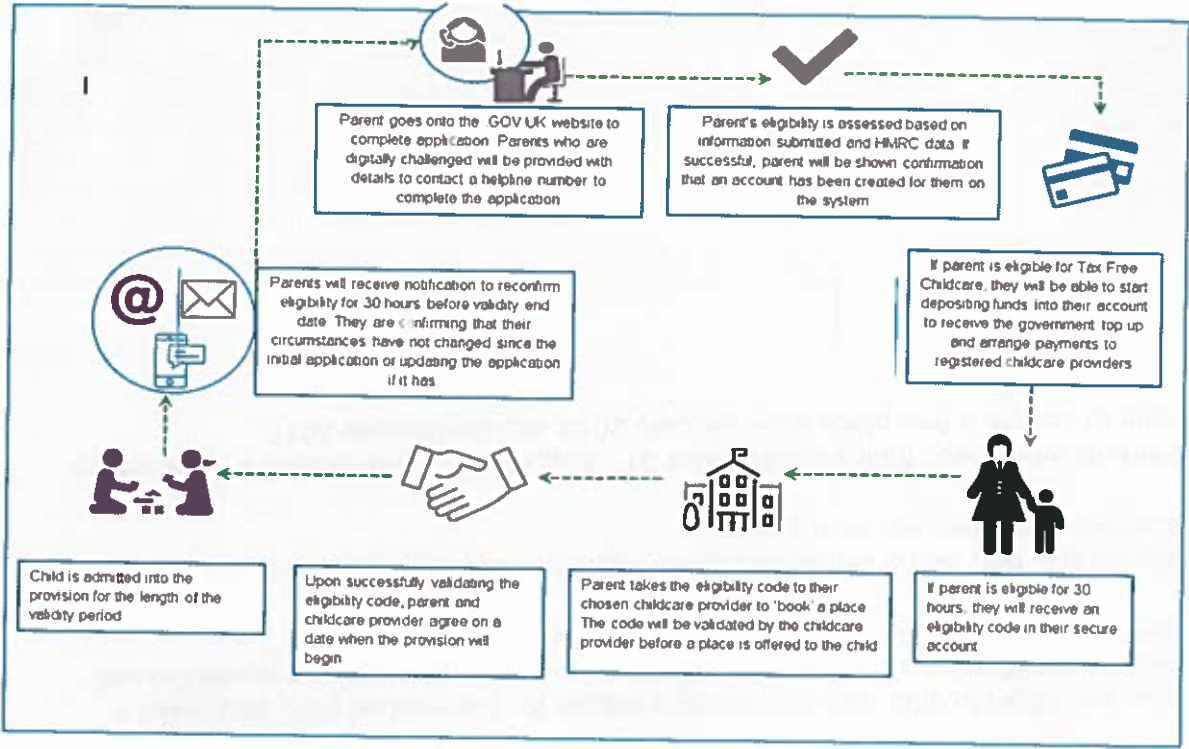 Parent goes onto the .GOV UK website to
complete application. Parents who are
digitally challenged will be provided with
details to contact a helpline number to
complete the application
Parent's eligibility is assessed based on
information submitted and HMRC data. If
successful, parent will be shown confirmation
that an account has been created for them on
the system
If parent is eligible for Tax Free
Childcare, they will be able to start
depositing funds into their account
to receive the government top up
and arrange payments to
registered childcare providers
If parent is eligible for 30
hours, they will receive an
eligibility code in their secure
account
Parent takes the eligibility code to their
chosen childcare provider to 'book' a place
The code will be validated by the childcare
provider before a place is offered to the child
Upon successfully validating the
eligibility code, parent and
childcare provider agree on a
date when the provision will
begin
Child is admitted into the
provision for the length of the
validity period
@
Parents will receive notification to reconfirm
eligibility for 30 hours before validity end
date. They are confirming that their
circumstances have not changed since the
initial application or updating the application
if it has